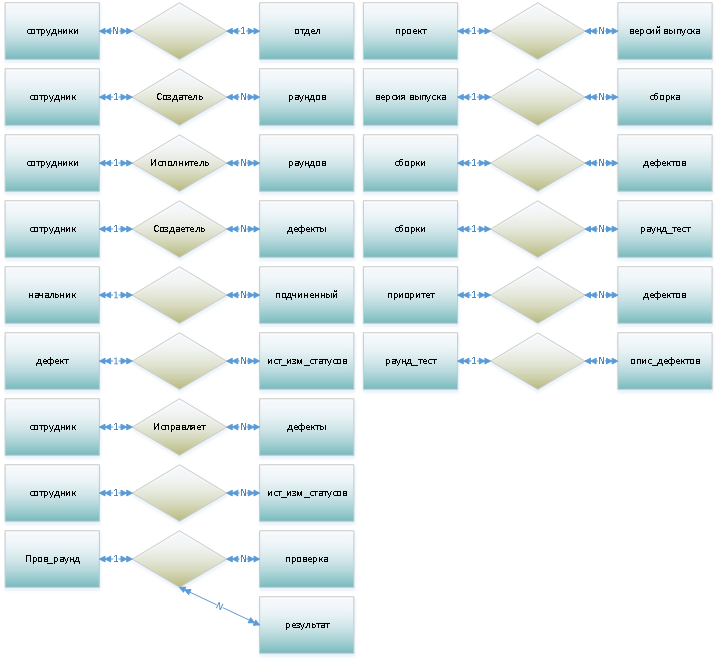 сотрудники N 1 отдел
сотрудник 1 Создатель N раундов
сотрудники 1 Исполнитель N раундов
сотрудник 1 Создаетель N дефекты
начальник 1 N подчиненный
дефект 1 N ист_изм_статусов
сотрудник 1 Исправляет N дефекты
сотрудник 1 N ист_изм_статусов
Пров_раунд 1 N проверка
N
результат
проект 1 N версий выпуска
версия выпуска 1 N сборка
сборки 1 N дефектов
сборки 1 N раунд_тест
приоритет 1 N дефектов
раунд_тест 1 N опис_дефектов